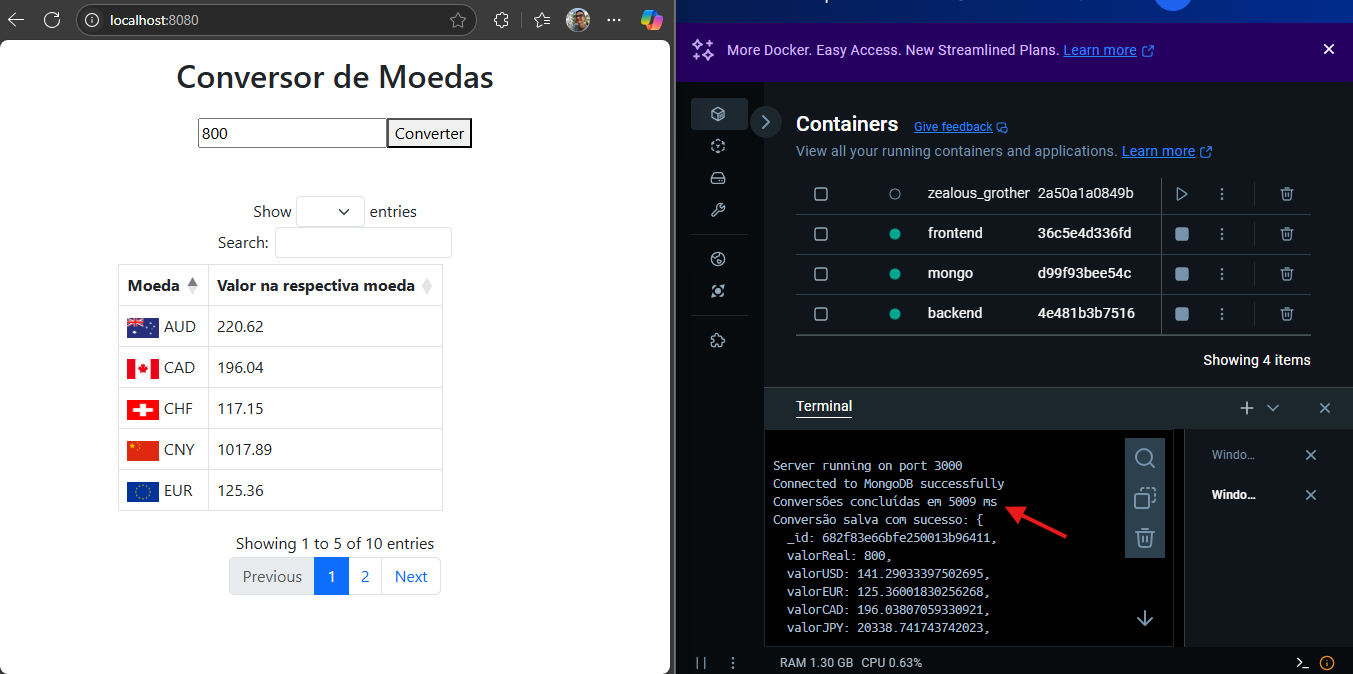 localhost:8080
Conversor de Moedas
800 Converter
Show entries
Search:
Moeda Valor na respectiva moeda
AUD 220.62
CAD 196.04
CHF 117.15
CNY 1017.89
EUR 125.36
Showing 1 to 5 of 10 entries
Previous 1 2 Next
More Docker. Easy Access. New Streamlined Plans. Learn more
Containers Give feedback
View all your running containers and applications. Learn more
zealous_grother 2a50a1a0849b
frontend 36c5e4d336fd
mongo d99f93bee54c
backend 4e481b3b7516
Showing 4 items
Terminal
Server running on port 3000
Connected to MongoDB successfully
Conversões concluídas em 5009 ms
Conversão salva com sucesso: {
_id: 682f83e66bfe250013b96411,
valorReal: 800,
valorUSD: 141.29033397502695,
valorEUR: 125.36001830256268,
valorCAD: 196.03807059330921,
valorJPY: 20338.741743742023,
Windo...
Windo...
RAM 1.30 GB CPU 0.63%